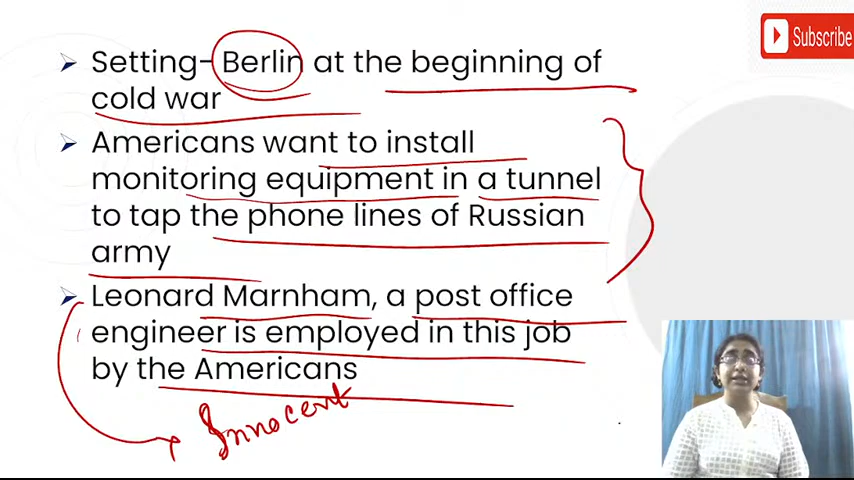 Subscribe
Setting- Berlin at the beginning of
cold war
Americans want to install
monitoring equipment in a tunnel
to tap the phone lines of Russian
army
Leonard Marnham, a post office
engineer is employed in this job
by the Americans
Innocent